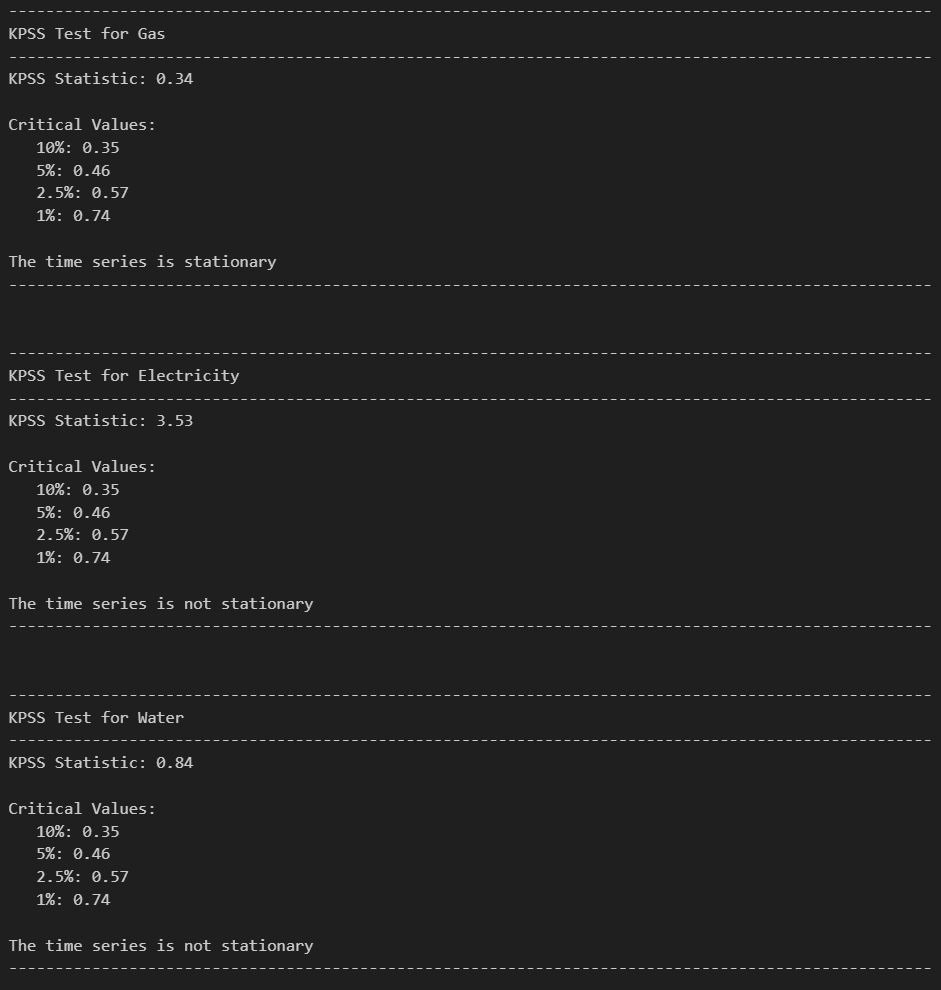 ----------------------------------------------------------------------------------------------------
KPSS Test for Gas
----------------------------------------------------------------------------------------------------
KPSS Statistic: 0.34
Critical Values:
10%: 0.35
5%: 0.46
2.5%: 0.57
1%: 0.74
The time series is stationary
----------------------------------------------------------------------------------------------------
----------------------------------------------------------------------------------------------------
KPSS Test for Electricity
----------------------------------------------------------------------------------------------------
KPSS Statistic: 3.53
Critical Values:
10%: 0.35
5%: 0.46
2.5%: 0.57
1%: 0.74
The time series is not stationary
----------------------------------------------------------------------------------------------------
----------------------------------------------------------------------------------------------------
KPSS Test for Water
----------------------------------------------------------------------------------------------------
KPSS Statistic: 0.84
Critical Values:
10%: 0.35
5%: 0.46
2.5%: 0.57
1%: 0.74
The time series is not stationary
----------------------------------------------------------------------------------------------------